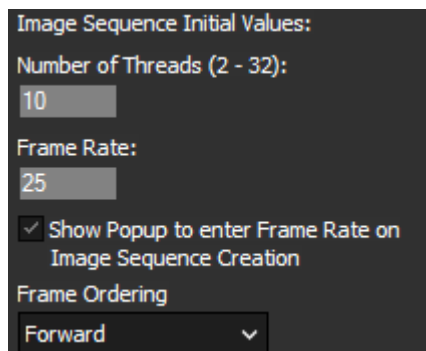 Image Sequence Initial Values:
Number of Threads (2 - 32):
10
Frame Rate:
25
Show Popup to enter Frame Rate on
Image Sequence Creation
Frame Ordering
Forward